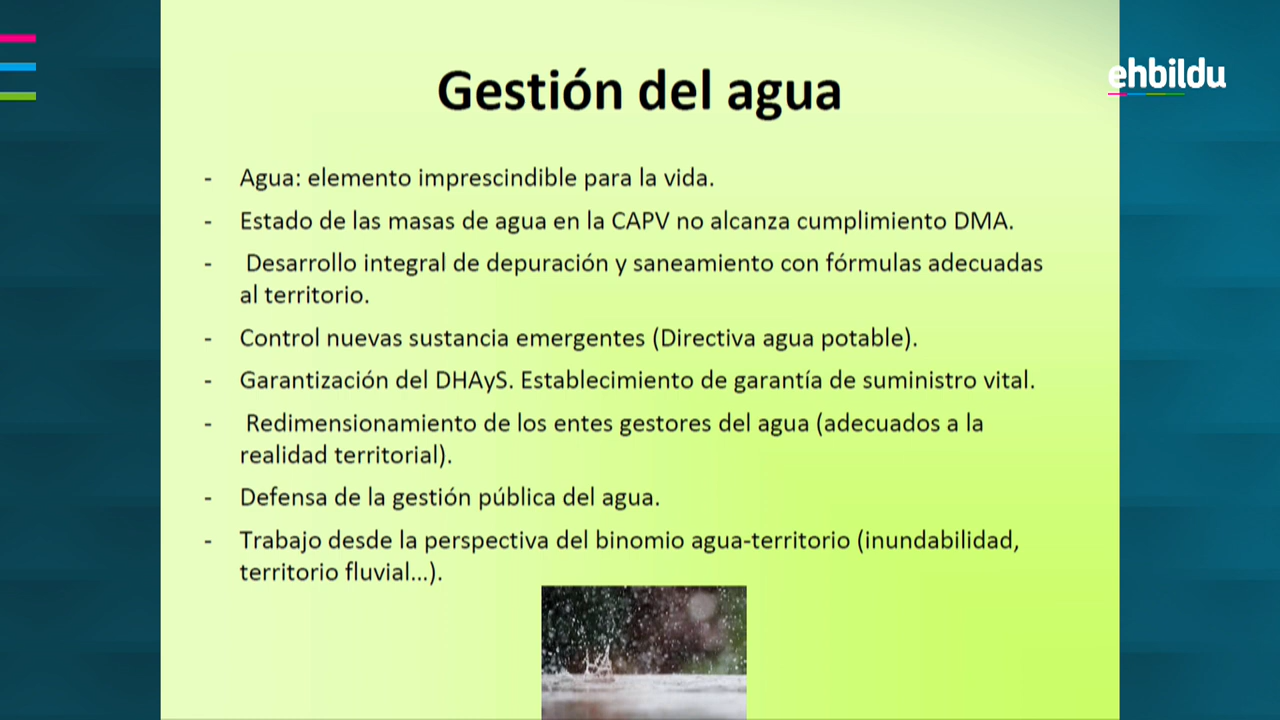 ehbildu
Gestión del agua
- Agua: elemento imprescindible para la vida.
- Estado de las masas de agua en la CAPV no alcanza cumplimiento DMA.
- Desarrollo integral de depuración y saneamiento con fórmulas adecuadas
al territorio.
- Control nuevas sustancia emergentes (Directiva agua potable).
- Garantización del DHAyS. Establecimiento de garantía de suministro vital.
- Redimensionamiento de los entes gestores del agua (adecuados a la
realidad territorial).
- Defensa de la gestión pública del agua.
- Trabajo desde la perspectiva del binomio agua-territorio (inundabilidad,
territorio fluvial...).